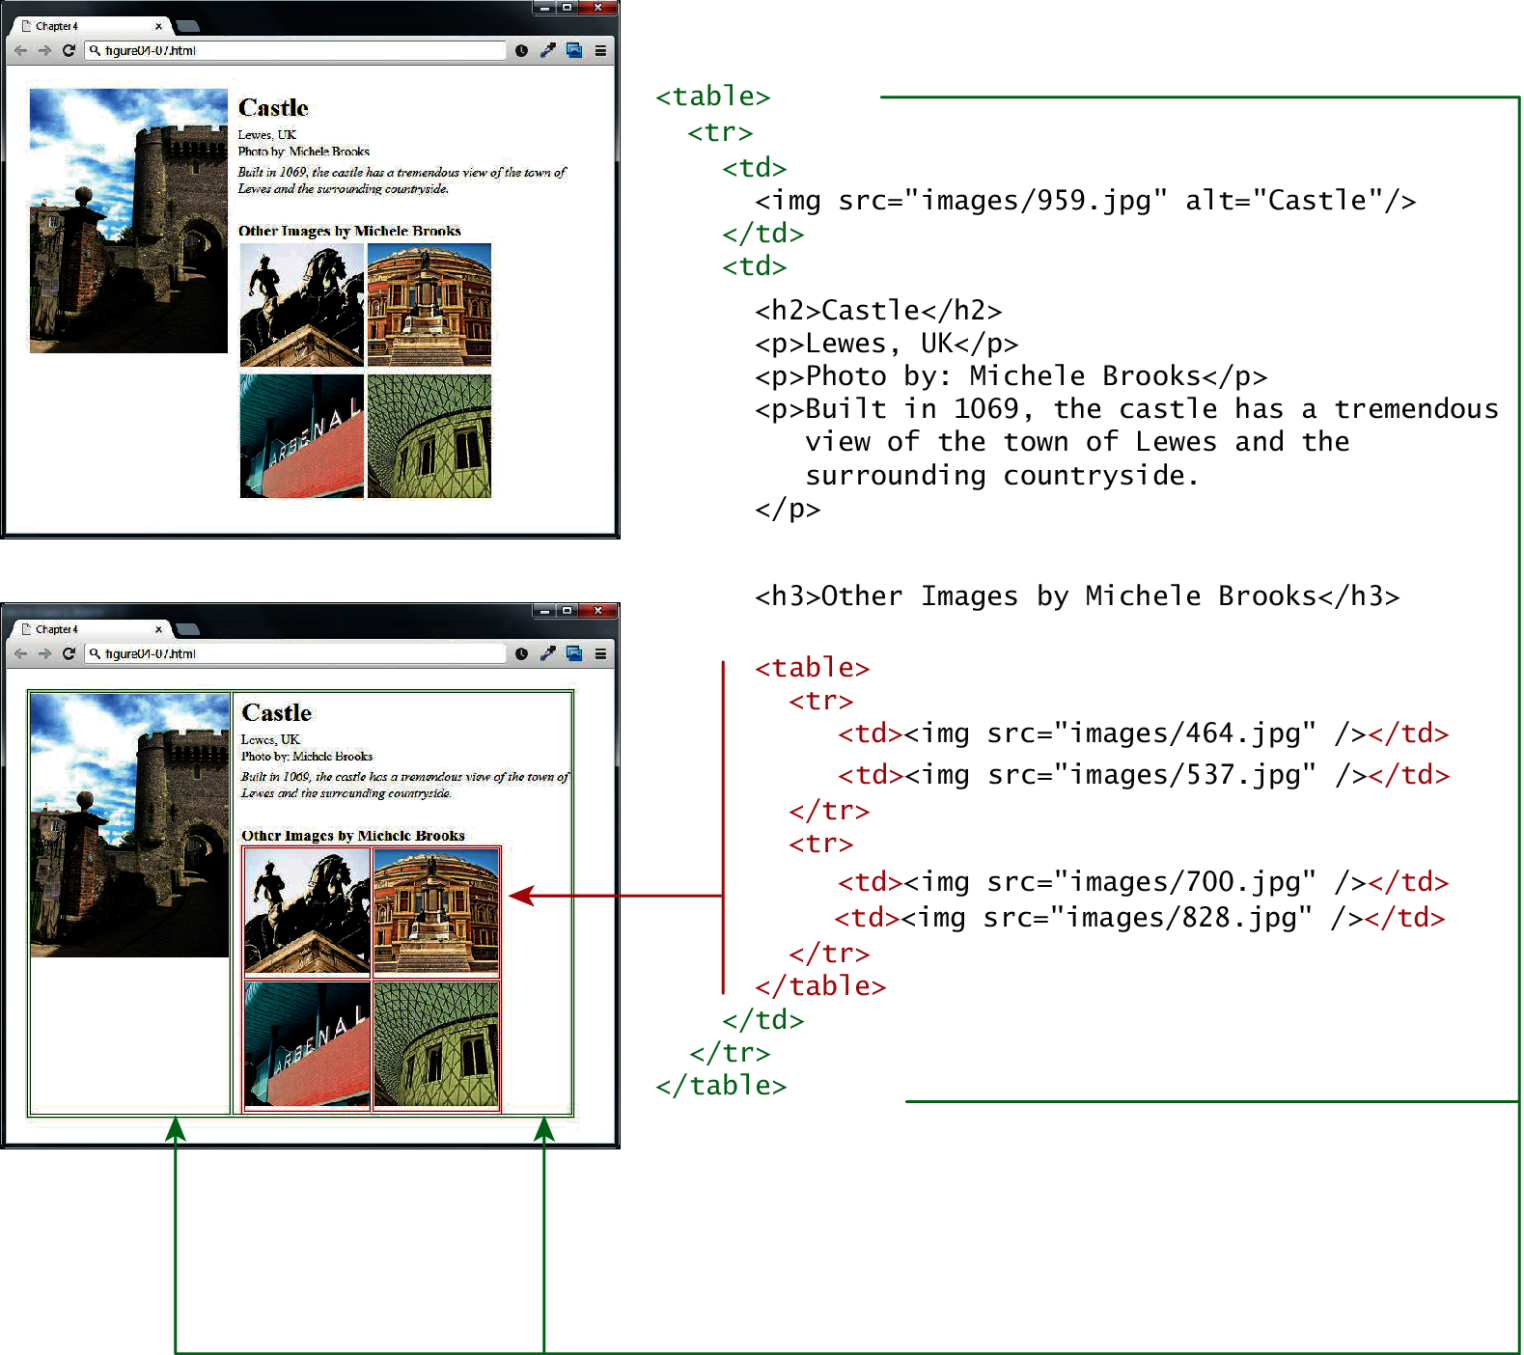 Chapter 4
figure04-07.html
Castle
Lewes, UK
Photo by: Michele Brooks
Built in 1069, the castle has a tremendous view of the town of
Lewes and the surrounding countryside.
Other Images by Michele Brooks
ARSENAL
Chapter 4
figure04-07.html
Castle
Lewes, UK
Photo by: Michele Brooks
Built in 1069, the castle has a tremendous view of the town of
Lewes and the surrounding countryside.
Other Images by Michele Brooks
ARSENAL
<table>
<tr>
<td>
<img src="images/959.jpg" alt="Castle"/>
</td>
<td>
<h2>Castle</h2>
<p>Lewes, UK</p>
<p>Photo by: Michele Brooks</p>
<p>Built in 1069, the castle has a tremendous
view of the town of Lewes and the
surrounding countryside.
</p>
<h3>Other Images by Michele Brooks</h3>
<table>
<tr>
<td><img src="images/464.jpg" /></td>
<td><img src="images/537.jpg" /></td>
</tr>
<tr>
<td><img src="images/700.jpg" /></td>
<td><img src="images/828.jpg" /></td>
</tr>
</table>
</td>
</tr>
</table>